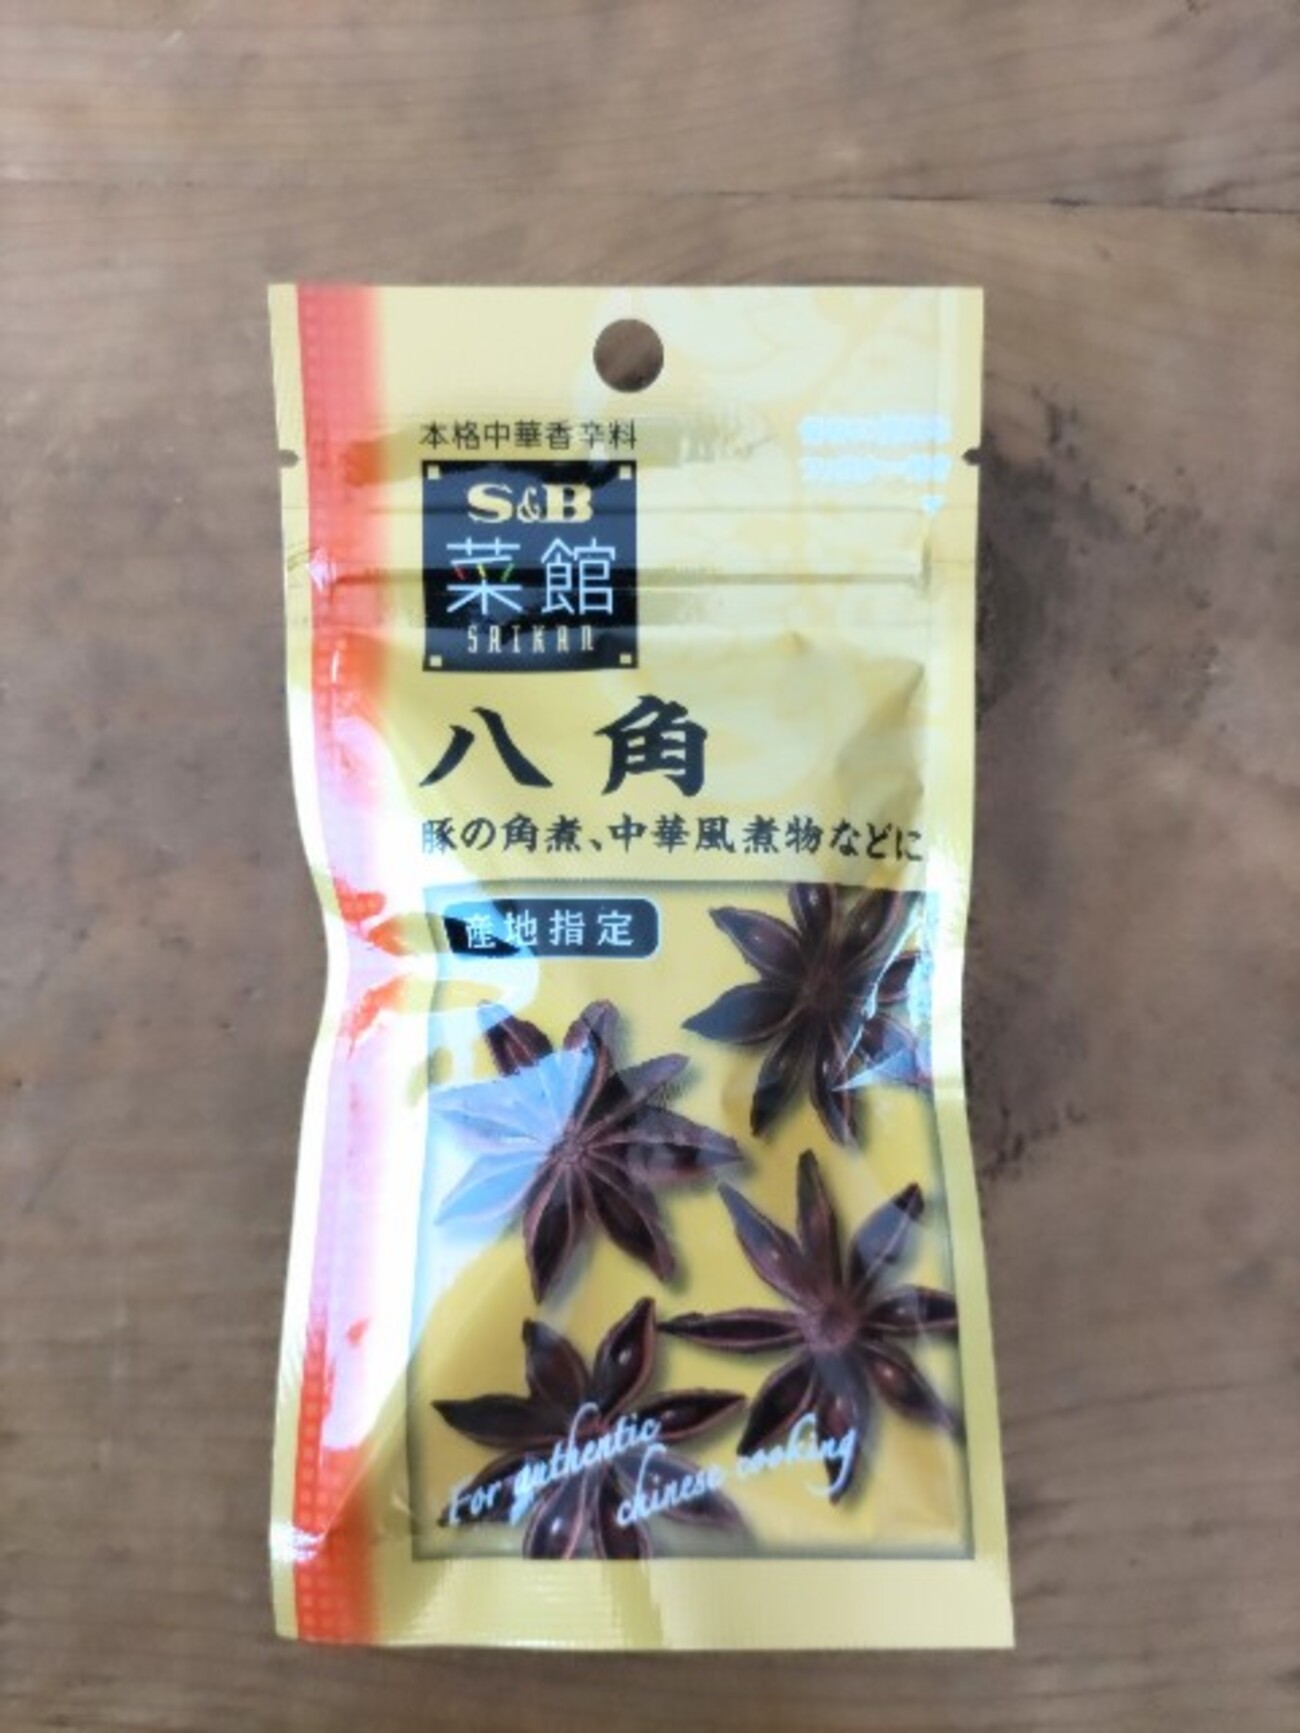 本格中華香辛料
S&B
菜館
SAIKAN
八角
豚の角煮、中華風煮物などに
産地指定
For authentic
chinese cooking